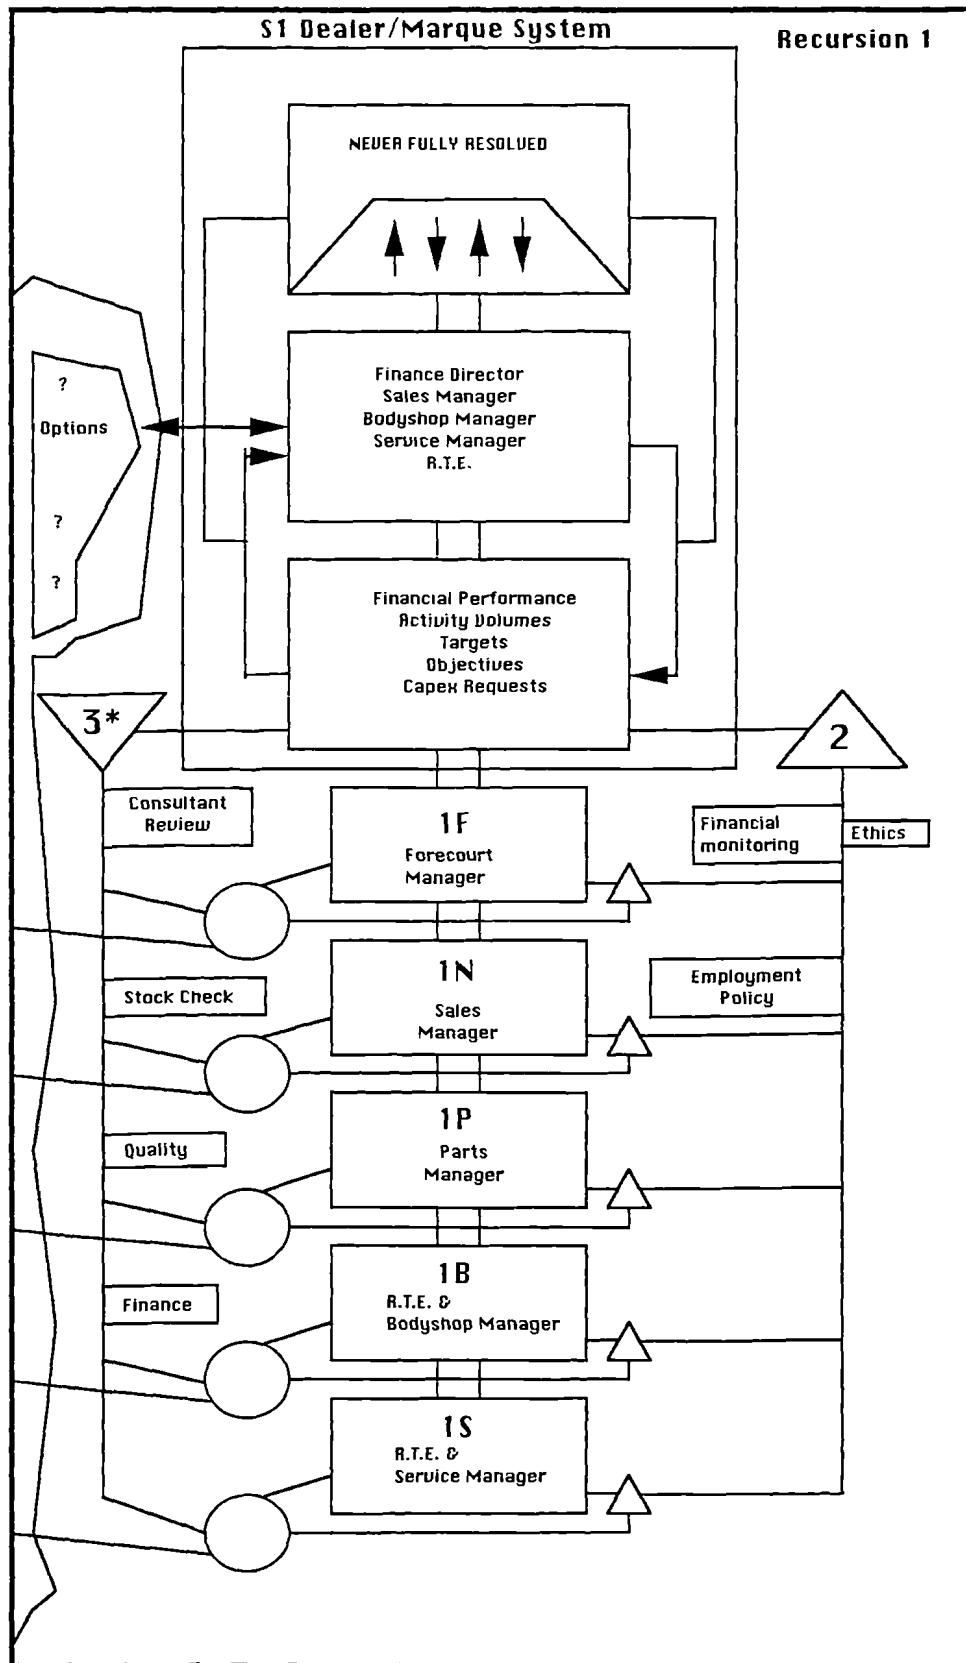 S1 Dealer/Marque System
Recursion 1
NEVER FULLY RESOLVED
Finance Director
Sales Manager
Bodyshop Manager
Service Manager
R.T.E.
?
Options
?
?
Financial Performance
Activity Volumes
Targets
Objectives
Capex Requests
3*
2
Consultant
Review
1F
Forecourt
Manager
Financial
monitoring
Ethics
Stock Check
1N
Sales
Manager
Employment
Policy
Quality
1P
Parts
Manager
Finance
1B
R.T.E. &
Bodyshop Manager
1S
R.T.E. &
Service Manager